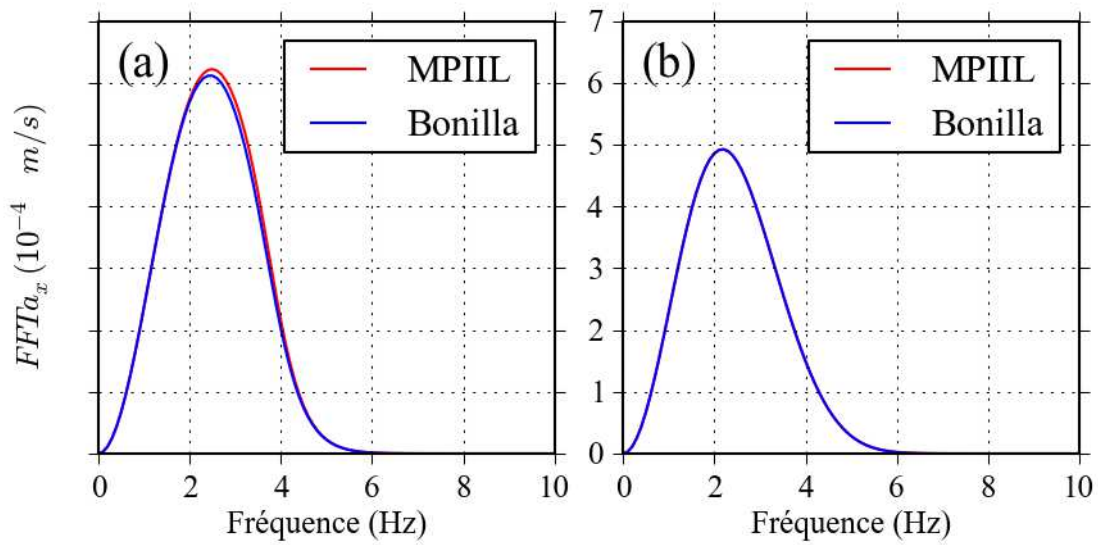 (a)
MPIIL
Bonilla
FFTa_x (10^{-4} m/s)
0 2 4 6 8 10
Fréquence (Hz)
(b)
MPIIL
Bonilla
7
6
5
4
3
2
1
0
0 2 4 6 8 10
Fréquence (Hz)